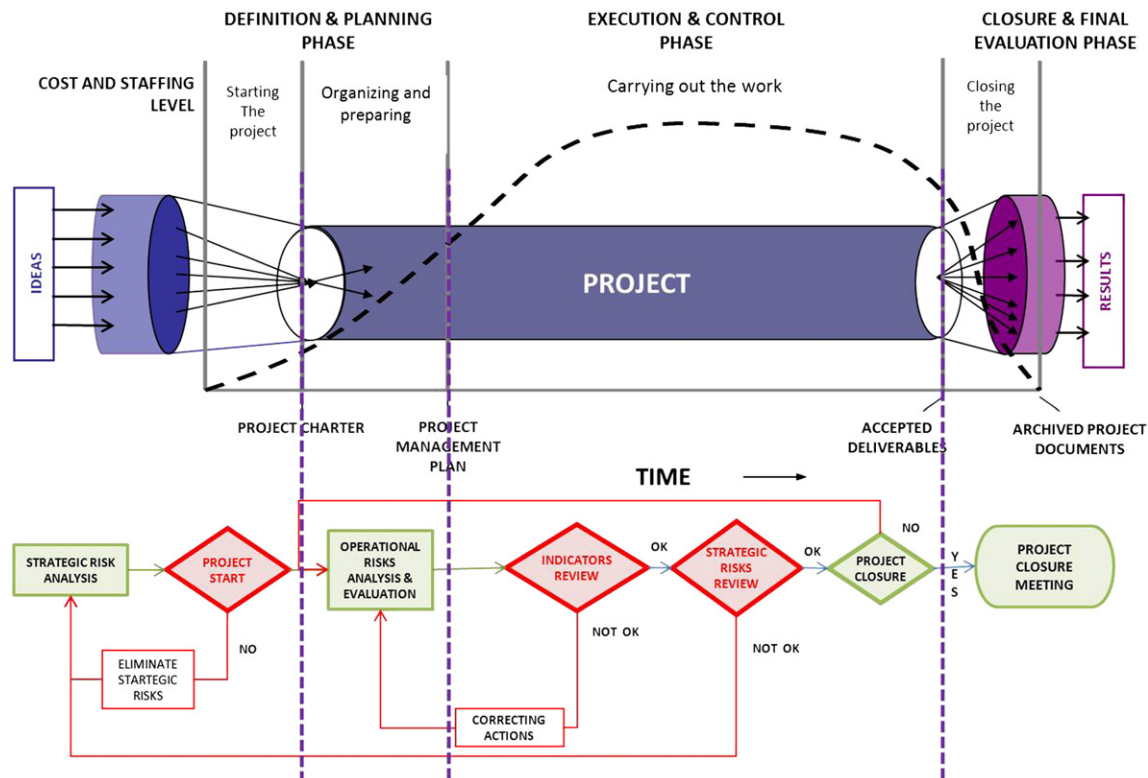 DEFINITION & PLANNING
PHASE
EXECUTION & CONTROL
PHASE
CLOSURE & FINAL
EVALUATION PHASE
COST AND STAFFING
LEVEL
Starting
The
project
Organizing and
preparing
Carrying out the work
Closing
the
project
IDEAS
PROJECT
RESULTS
PROJECT CHARTER
PROJECT
MANAGEMENT
PLAN
ACCEPTED
DELIVERABLES
ARCHIVED PROJECT
DOCUMENTS
TIME
STRATEGIC RISK
ANALYSIS
PROJECT
START
OPERATIONAL
RISKS
ANALYSIS &
EVALUATION
INDICATORS
REVIEW
OK
STRATEGIC
RISKS
REVIEW
OK
PROJECT
CLOSURE
NO
YES
PROJECT
CLOSURE
MEETING
NO
ELIMINATE
STARTEGIC
RISKS
NOT OK
CORRECTING
ACTIONS
NOT OK